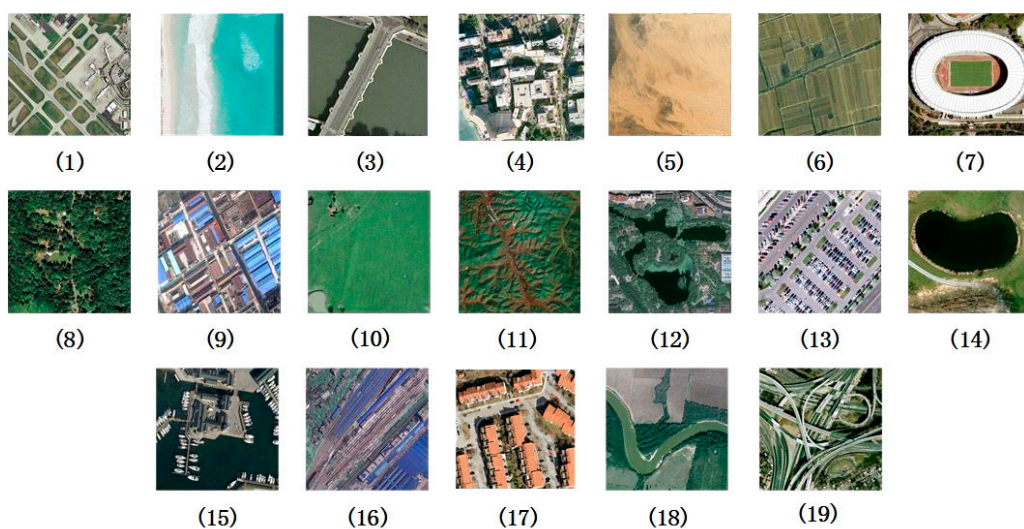 (1) (2) (3) (4) (5) (6) (7)
(8) (9) (10) (11) (12) (13) (14)
(15) (16) (17) (18) (19)